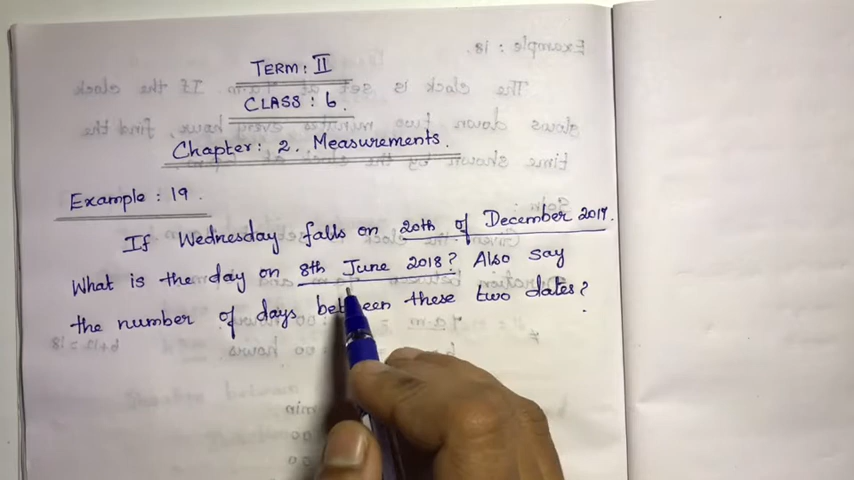 TERM: II
CLASS : 6.
Chapter: 2. Measurements.
Example : 19.
If Wednesday falls on 20th of December 2017.
What is the day on 8th June 2018? Also say
the number of days between these two dates?